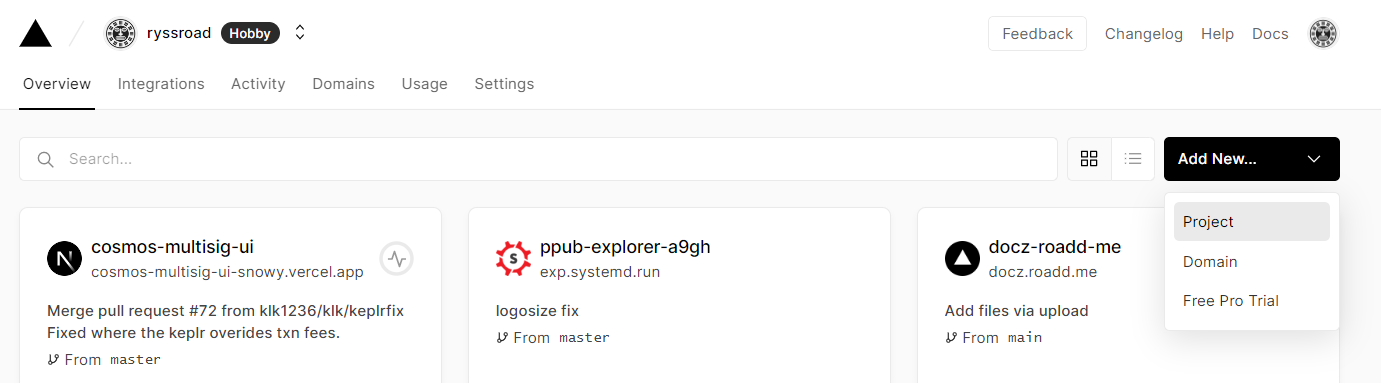 ryssroad Hobby Feedback Changelog Help Docs
Overview Integrations Activity Domains Usage Settings
Search... Add New...
Project
Domain
Free Pro Trial
cosmos-multisig-ui
cosmos-multisig-ui-snowy.vercel.app
Merge pull request #72 from klk1236/klk/keplrfix
Fixed where the keplr overides txn fees.
From master
S
ppub-explorer-a9gh
exp.systemd.run
logosize fix
From master
docz-roadd-me
docz.roadd.me
Add files via upload
From main